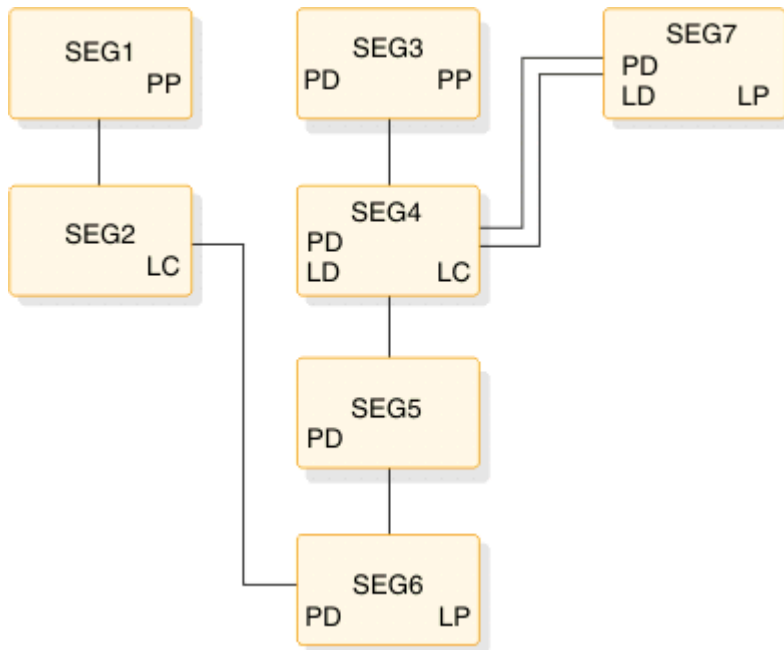 SEG1
PP
SEG2
LC
SEG3
PD PP
SEG4
PD
LD LC
SEG5
PD
SEG6
PD LP
SEG7
PD
LD LP